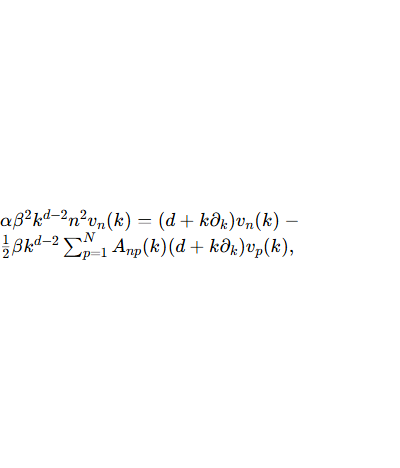 αβ²k^{d−2}n²v_n(k) = (d + k∂_k)v_n(k) −
½βk^{d−2} ∑_{p=1}^{N} A_{np}(k)(d + k∂_k)v_p(k),